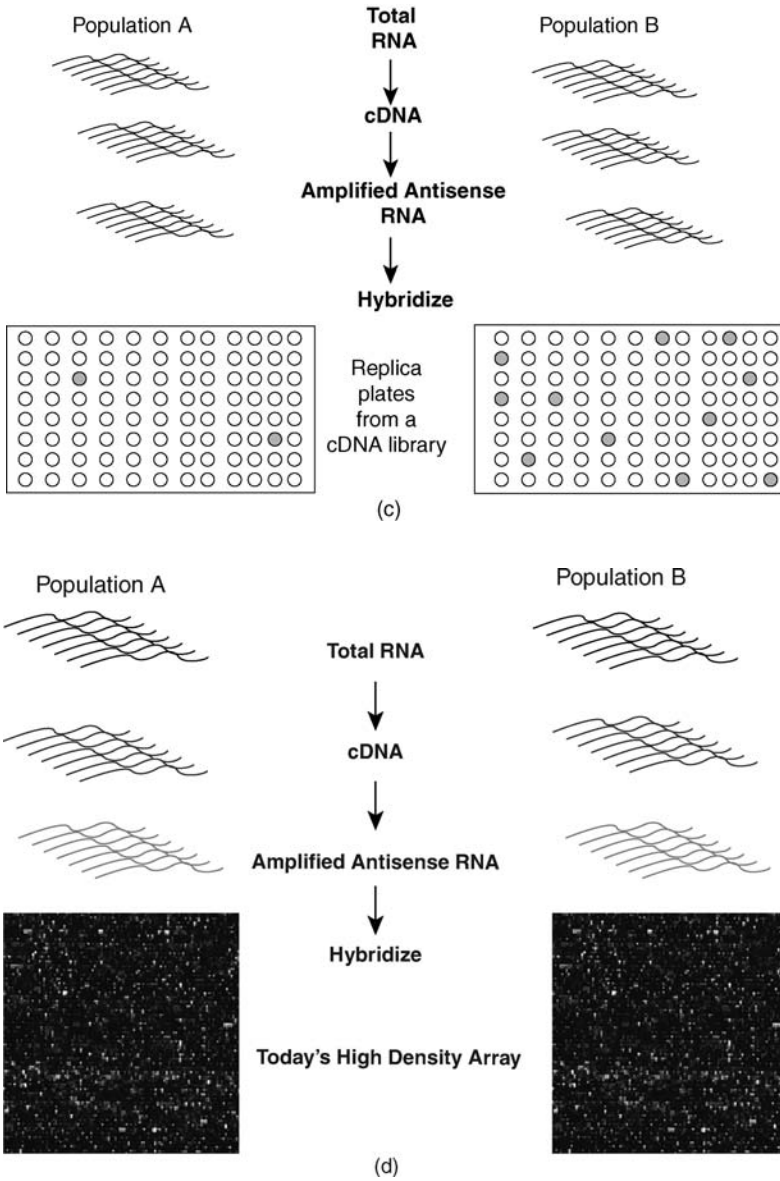 Population A
Total
RNA
Population B
cDNA
Amplified Antisense
RNA
Hybridize
Replica
plates
from a
cDNA library
(c)
Population A
Population B
Total RNA
cDNA
Amplified Antisense RNA
Hybridize
Today's High Density Array
(d)